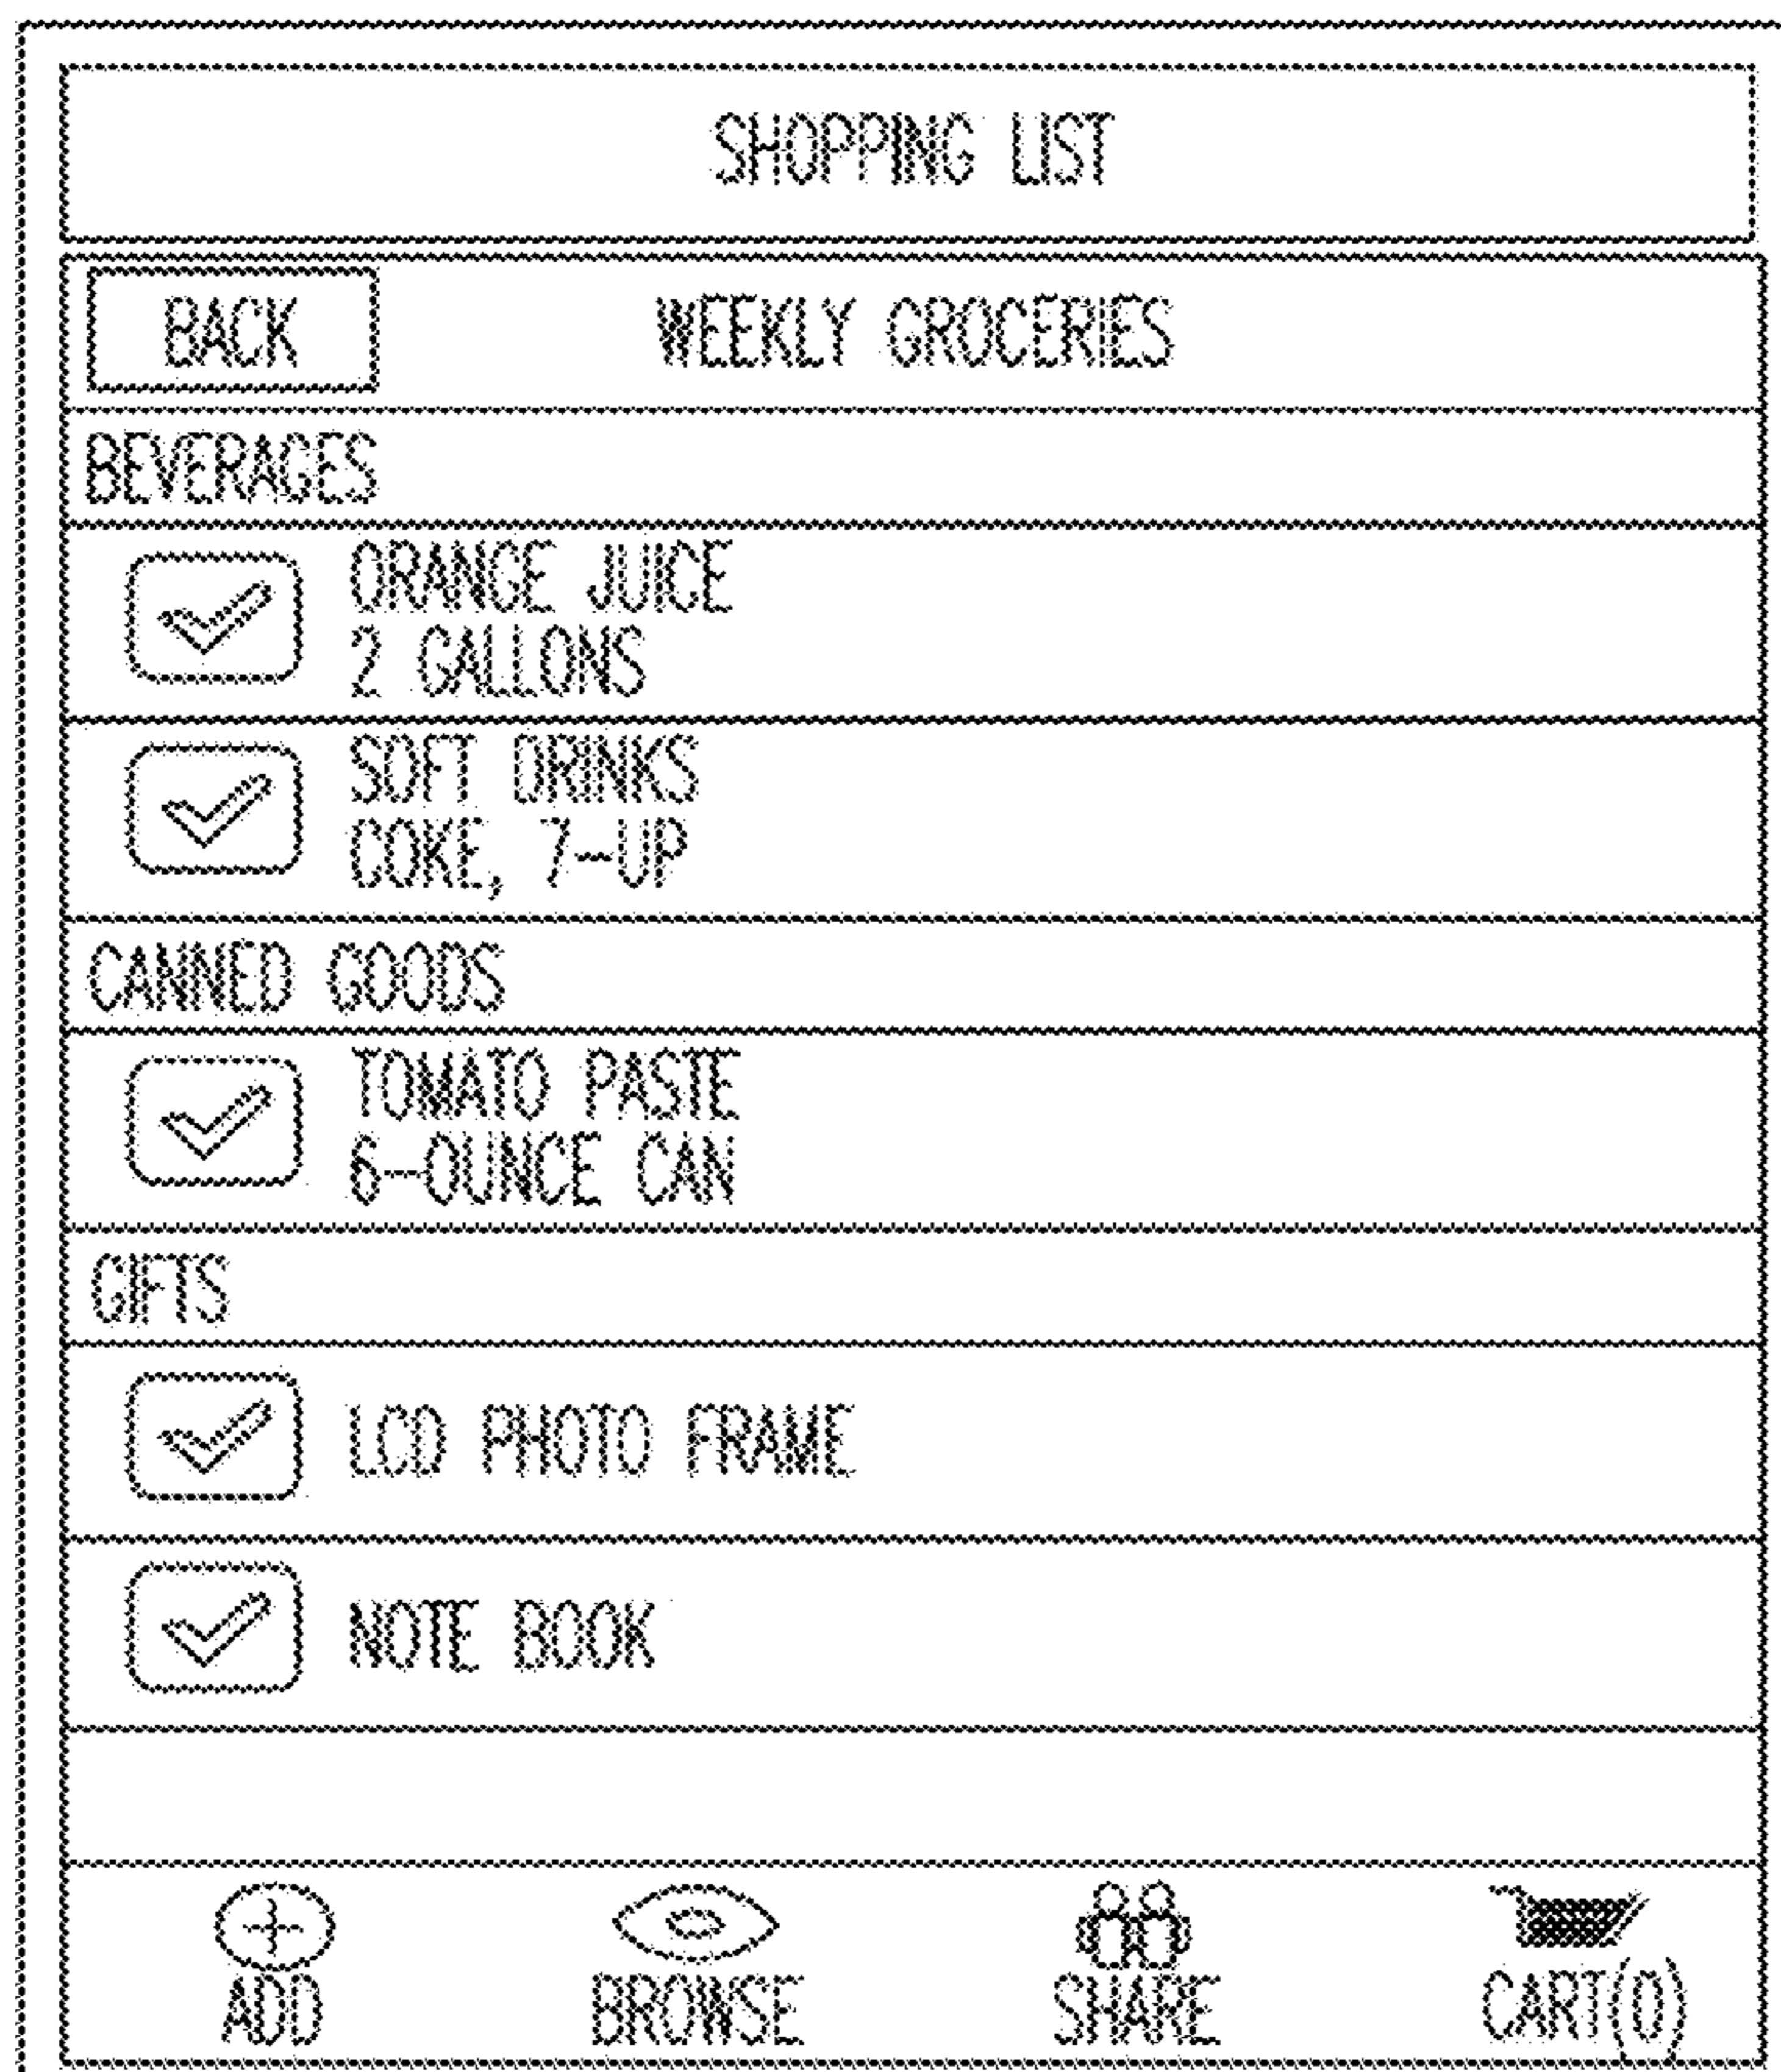 SHOPPING LIST
BACK WEEKLY GROCERIES
BEVERAGES
ORANGE JUICE
2 GALLONS
SOFT DRINKS
COKE, 7-UP
CANNED GOODS
TOMATO PASTE
6-OUNCE CAN
GIFTS
LCD PHOTO FRAME
NOTE BOOK
ADD BROWSE SHARE CART(0)